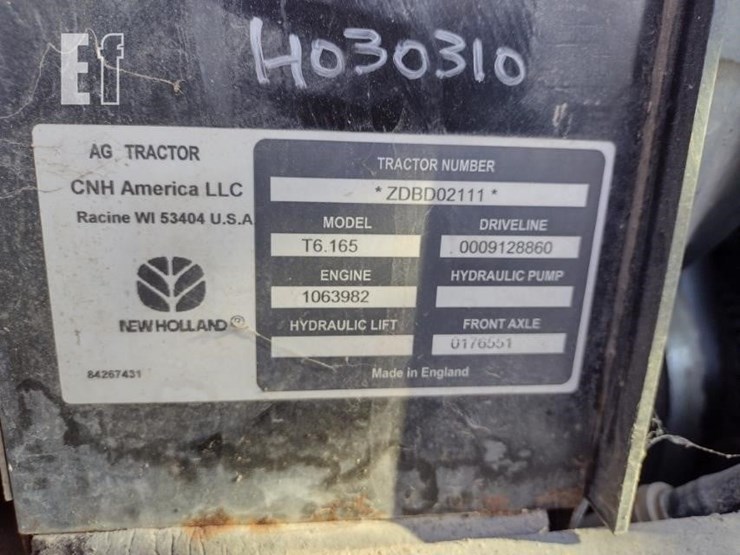 Ef
H030310
AG TRACTOR
CNH America LLC
Racine WI 53404 U.S.A
NEW HOLLAND®
84267431
TRACTOR NUMBER
* ZDBD02111 *
MODEL
T6.165
DRIVELINE
0009128860
ENGINE
1063982
HYDRAULIC PUMP
HYDRAULIC LIFT
FRONT AXLE
0176551
Made in England